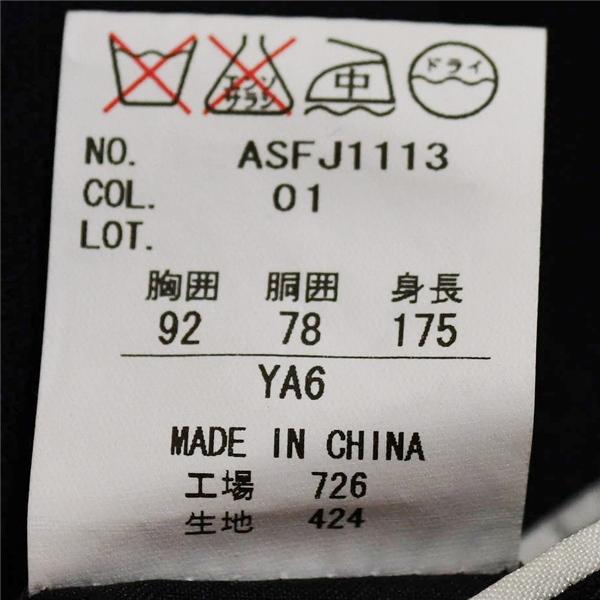 エンソ サラシ 中 ドライ
NO. ASFJ1113
COL. 01
LOT.
胸囲 胴囲 身長
92 78 175
YA6
MADE IN CHINA
工場 726
生地 424